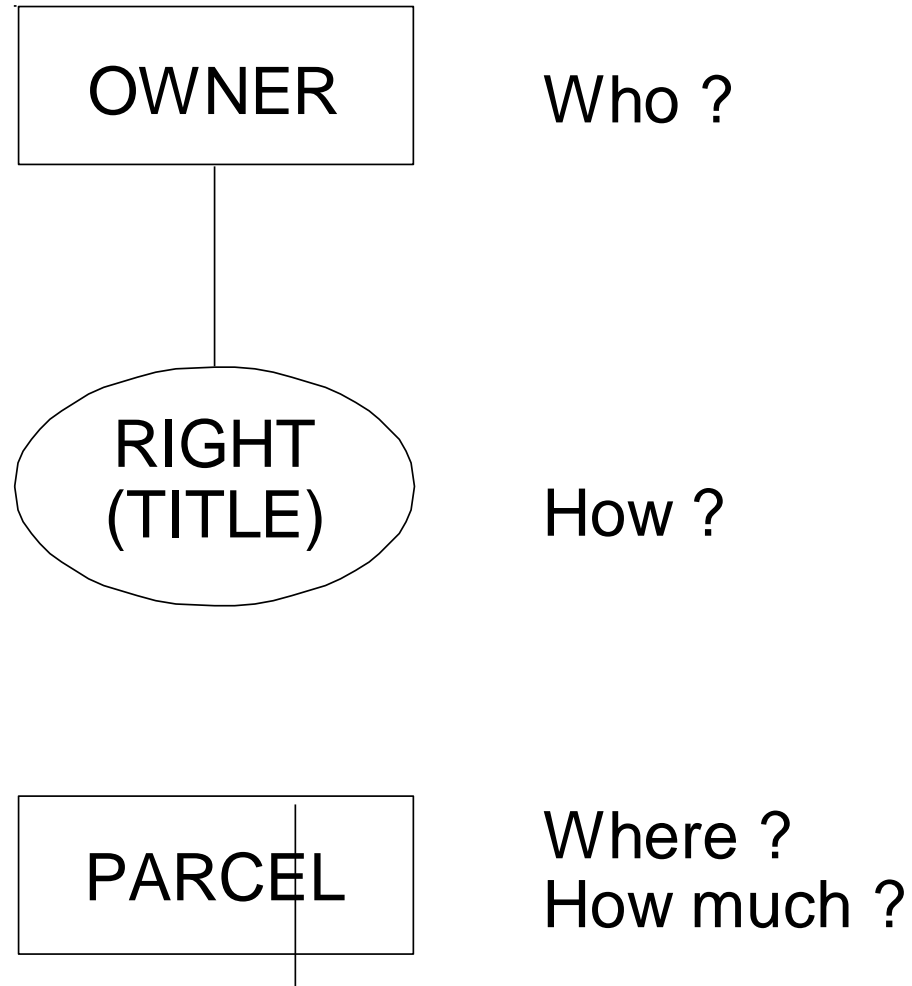 OWNER
Who ?
RIGHT
(TITLE)
How ?
PARCEL
Where ?
How much ?